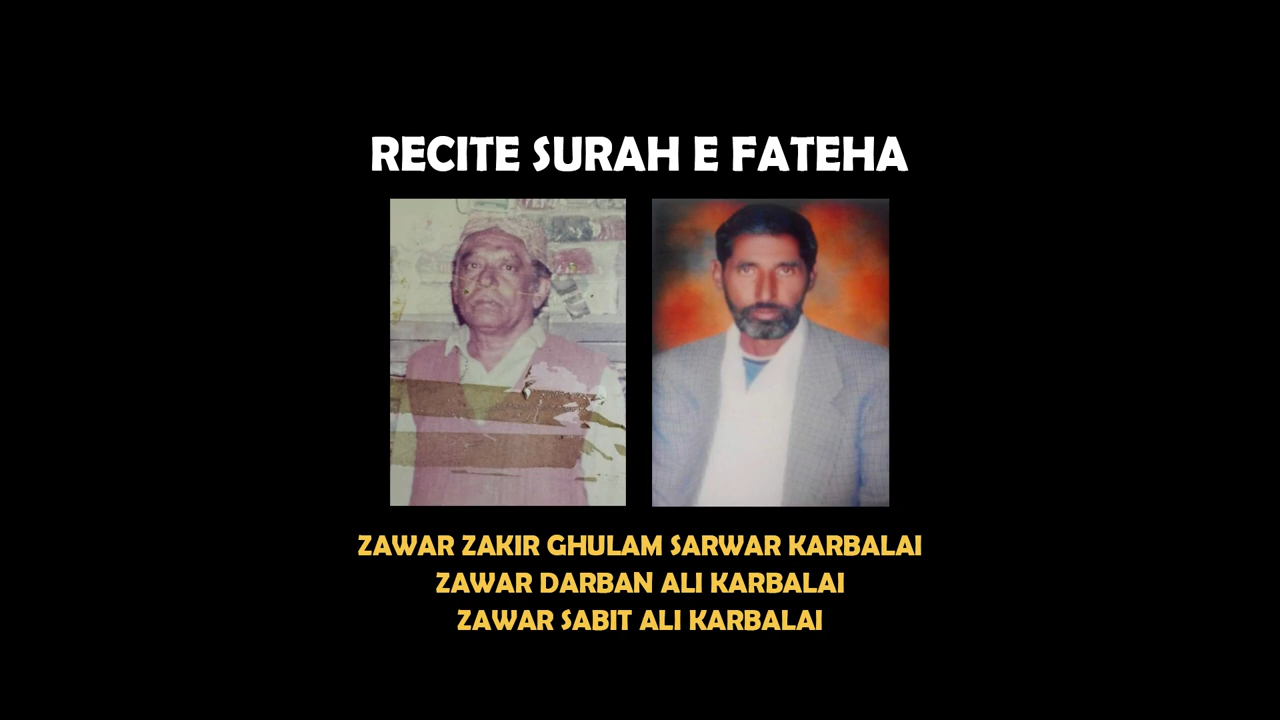 RECITE SURAH E FATEHA
ZAWAR ZAKIR GHULAM SARWAR KARBALAI
ZAWAR DARBAN ALI KARBALAI
ZAWAR SABIT ALI KARBALAI